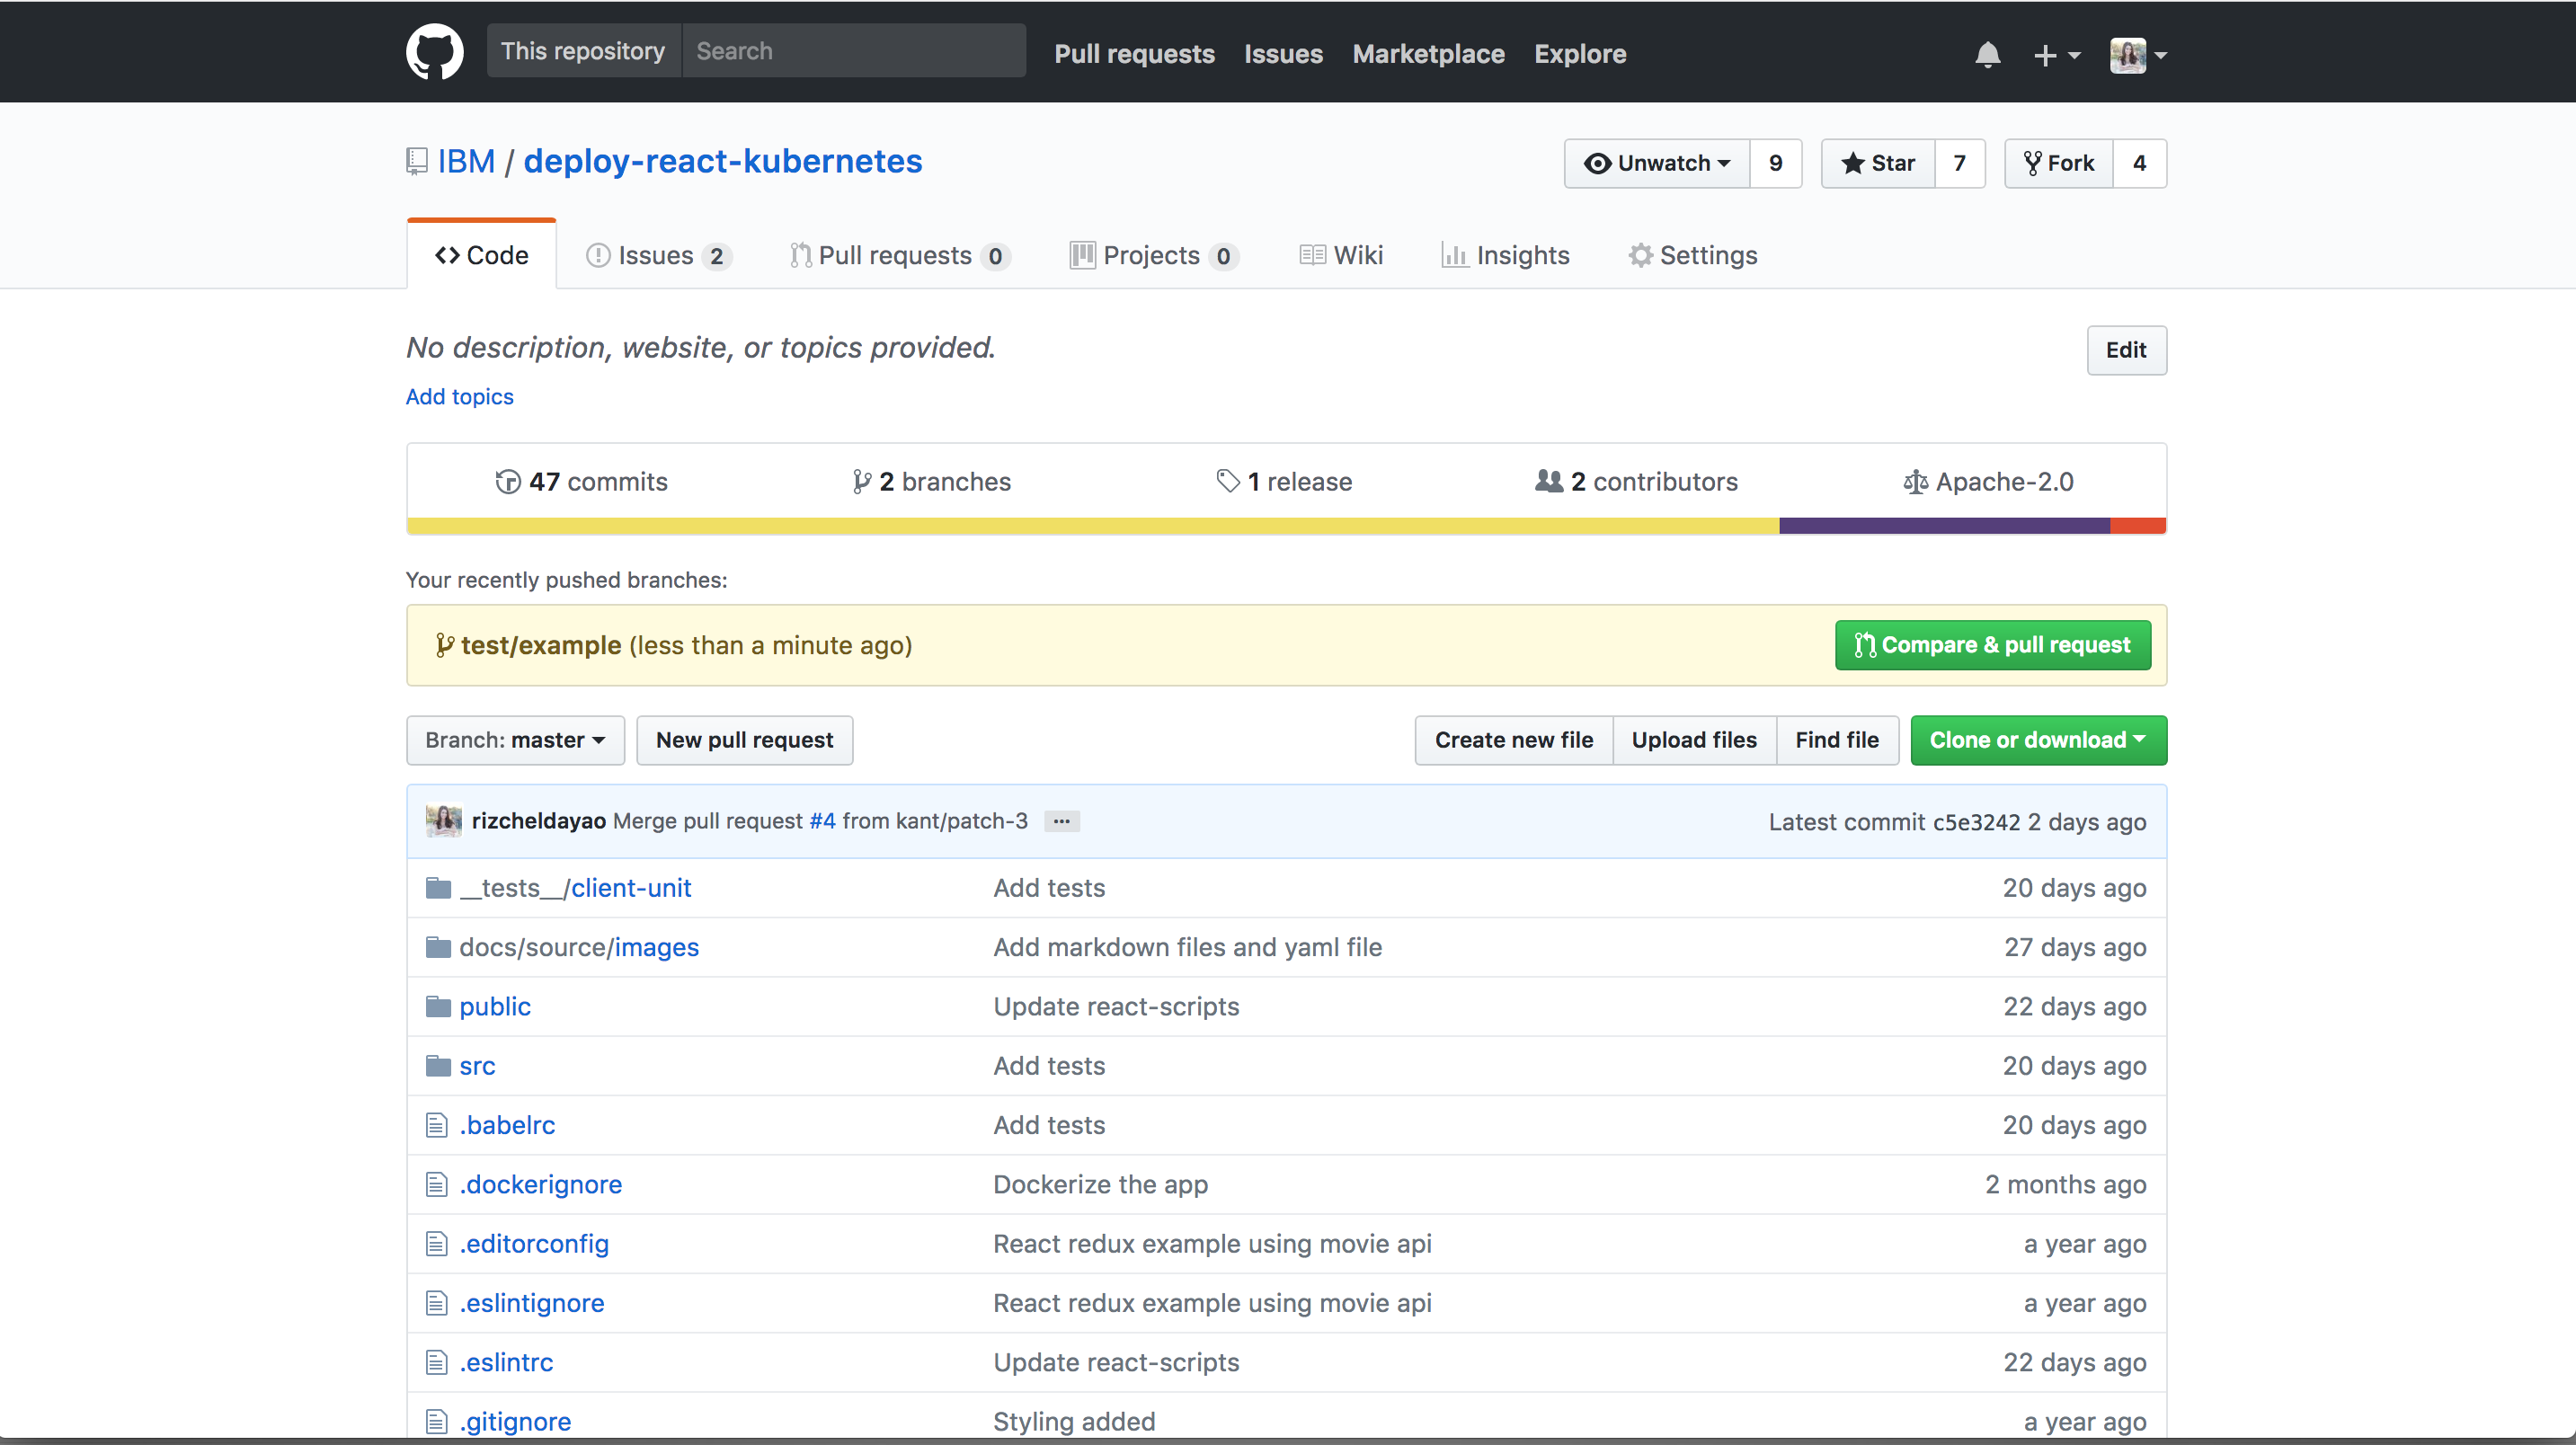 This repository Search Pull requests Issues Marketplace Explore
IBM / deploy-react-kubernetes Unwatch 9 Star 7 Fork 4
Code Issues 2 Pull requests 0 Projects 0 Wiki Insights Settings
No description, website, or topics provided. Edit
Add topics
47 commits 2 branches 1 release 2 contributors Apache-2.0
Your recently pushed branches:
test/example (less than a minute ago) Compare & pull request
Branch: master New pull request Create new file Upload files Find file Clone or download
rizcheldayao Merge pull request #4 from kant/patch-3 ... Latest commit c5e3242 2 days ago
__tests__/client-unit Add tests 20 days ago
docs/source/images Add markdown files and yaml file 27 days ago
public Update react-scripts 22 days ago
src Add tests 20 days ago
.babelrc Add tests 20 days ago
.dockerignore Dockerize the app 2 months ago
.editorconfig React redux example using movie api a year ago
.eslintignore React redux example using movie api a year ago
.eslintrc Update react-scripts 22 days ago
.gitignore Styling added a year ago